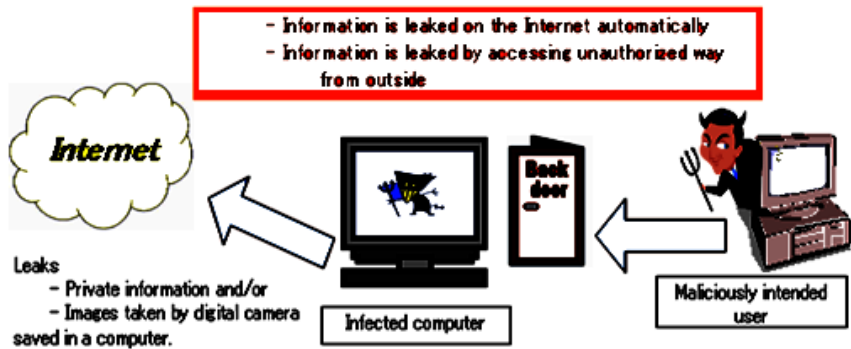 - Information is leaked on the Internet automatically
- Information is leaked by accessing unauthorized way
from outside
Internet
Back
door
Leaks
- Private information and/or
- Images taken by digital camera
saved in a computer.
Infected computer
Maliciously intended
user